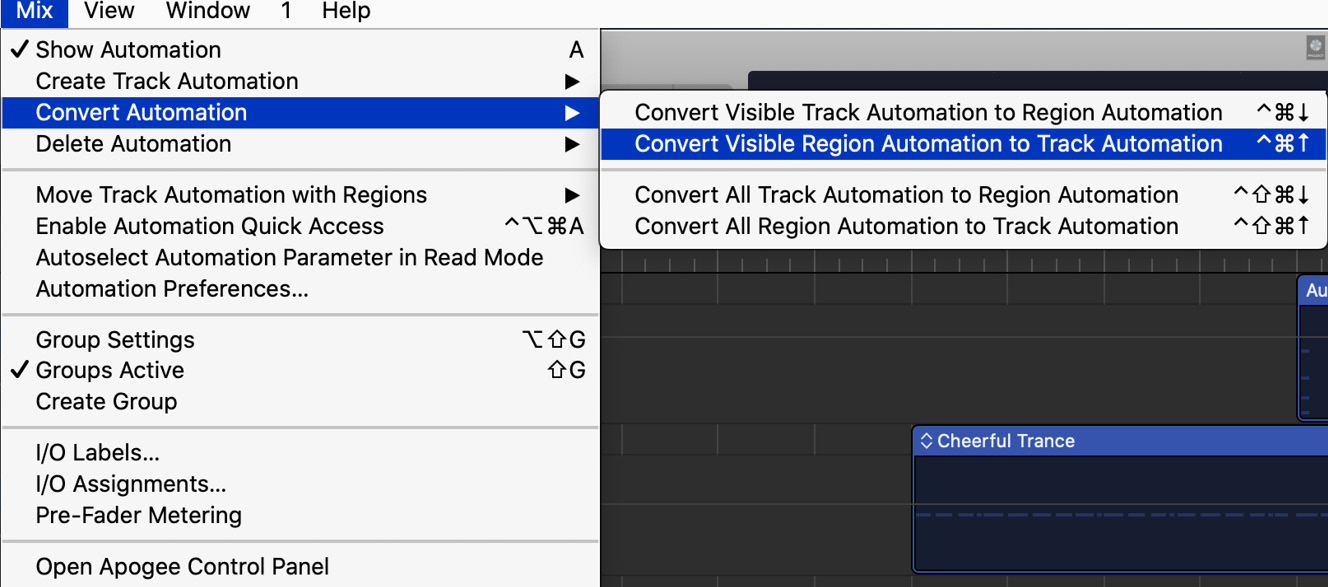 Mix View Window 1 Help
✓ Show Automation A
Create Track Automation ▶
Convert Automation ▶
Delete Automation ▶
Move Track Automation with Regions ▶
Enable Automation Quick Access ^⌥⌘A
Autoselect Automation Parameter in Read Mode
Automation Preferences...
Group Settings ⌥⇧G
✓ Groups Active ⇧G
Create Group
I/O Labels...
I/O Assignments...
Pre-Fader Metering
Open Apogee Control Panel
Convert Visible Track Automation to Region Automation ^⌘↓
Convert Visible Region Automation to Track Automation ^⌘↑
Convert All Track Automation to Region Automation ^⇧⌘↓
Convert All Region Automation to Track Automation ^⇧⌘↑
Au
Cheerful Trance